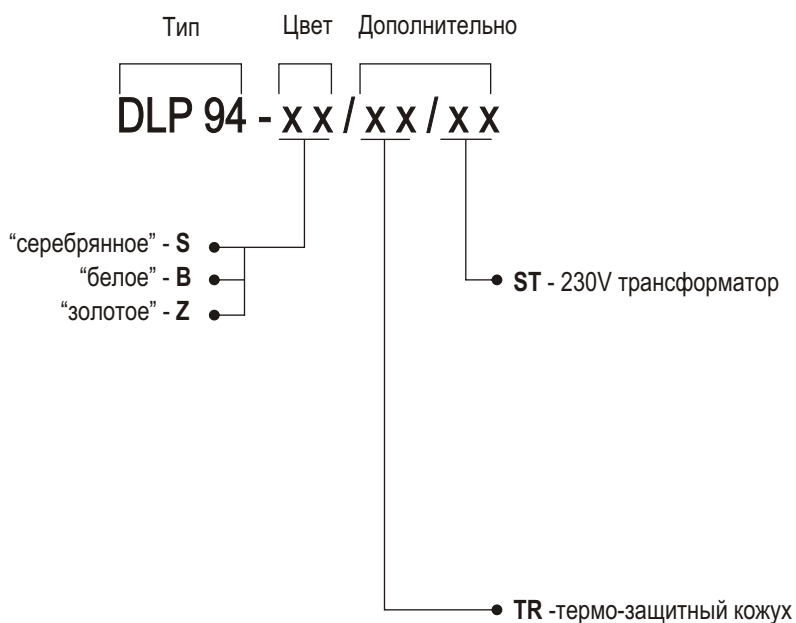 Тип Цвет Дополнительно
DLP 94 - x x / x x / x x
“серебрянное” - S
“белое” - B
“золотое” - Z
ST - 230V трансформатор
TR -термо-защитный кожух